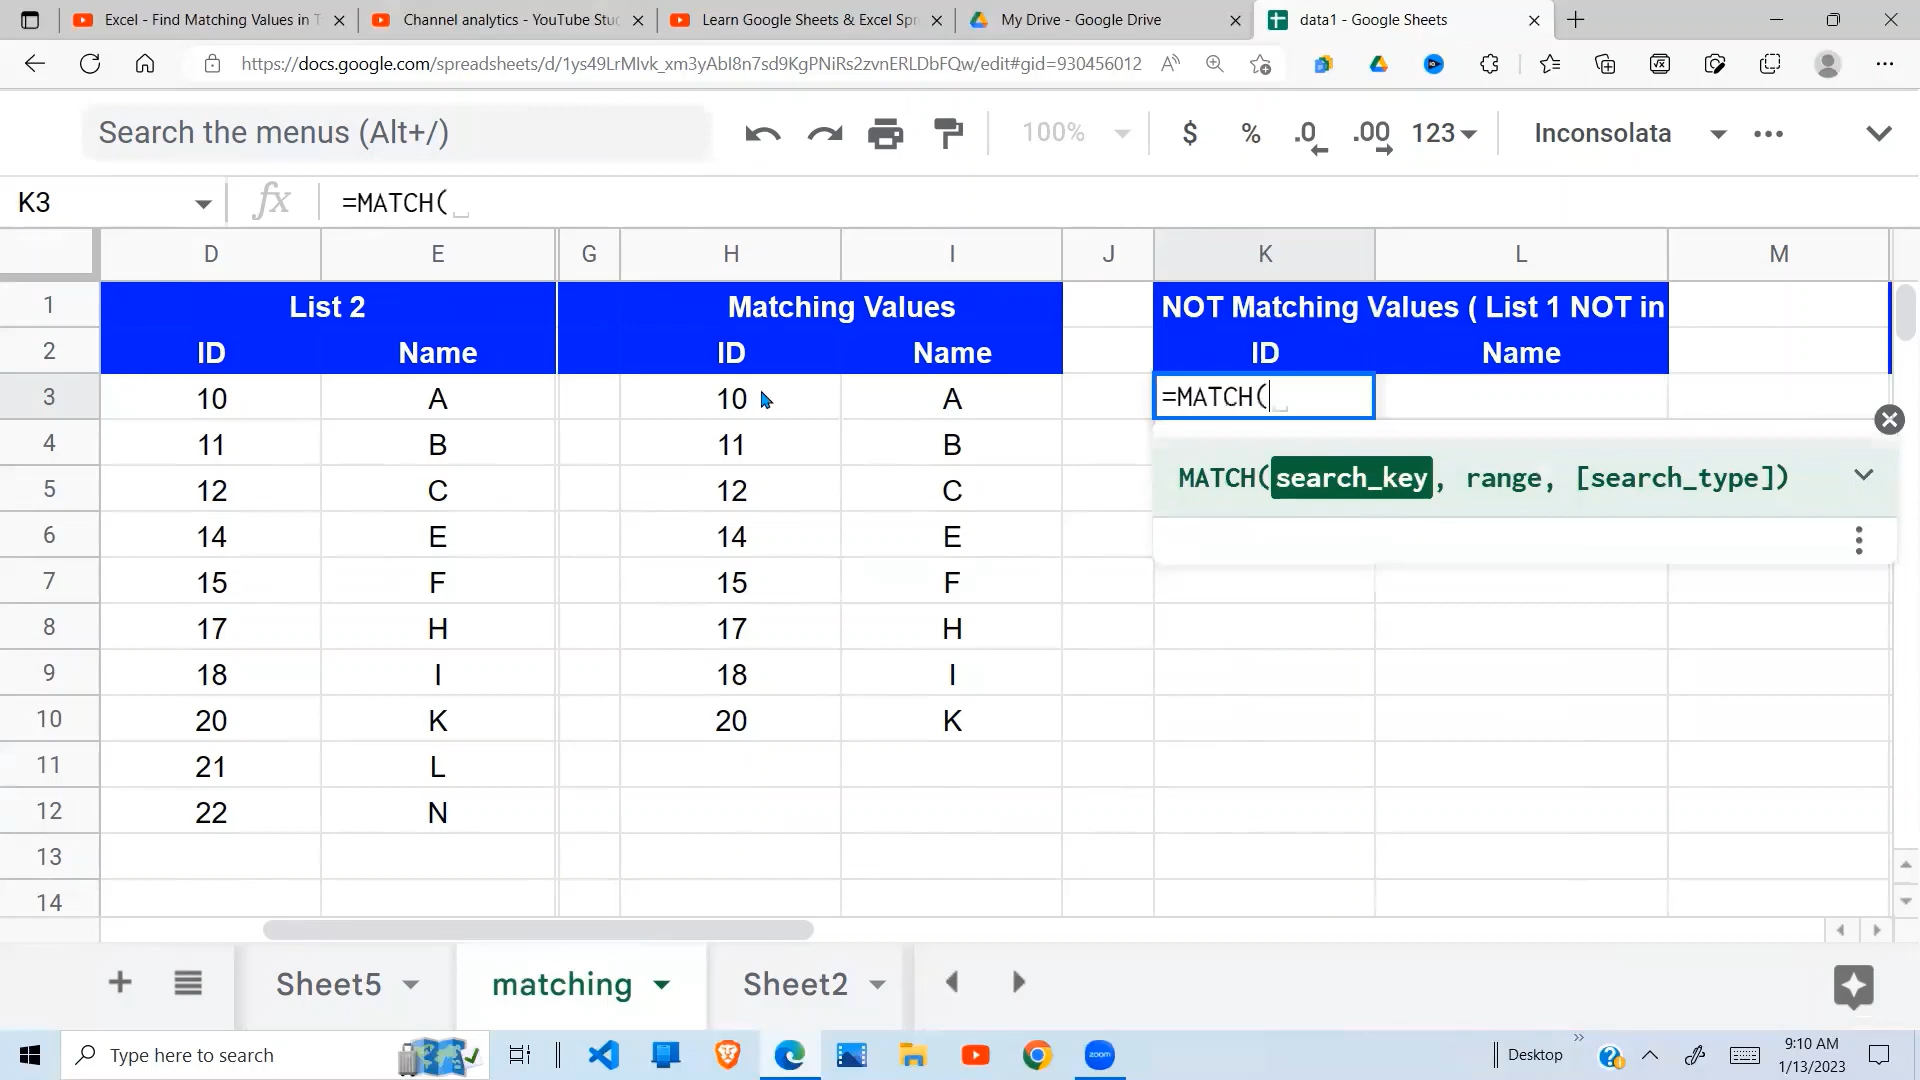 Excel - Find Matching Values in T
Channel analytics - YouTube Stu
Learn Google Sheets & Excel Spr
My Drive - Google Drive
data1 - Google Sheets
https://docs.google.com/spreadsheets/d/1ys49LrMIvk_xm3yAbI8n7sd9KgPNiRs2zvnERLDbFQw/edit#gid=930456012
Search the menus (Alt+/)
100%
$ % .0 .00 123
Inconsolata
K3
fx
=MATCH(
D E G H I J K L M
1 List 2 Matching Values NOT Matching Values ( List 1 NOT in
2 ID Name ID Name ID Name
3 10 A 10 A =MATCH(
4 11 B 11 B
5 12 C 12 C
MATCH(search_key, range, [search_type])
6 14 E 14 E
7 15 F 15 F
8 17 H 17 H
9 18 I 18 I
10 20 K 20 K
11 21 L
12 22 N
13
14
Sheet5
matching
Sheet2
Type here to search
zoom
Desktop
9:10 AM
1/13/2023